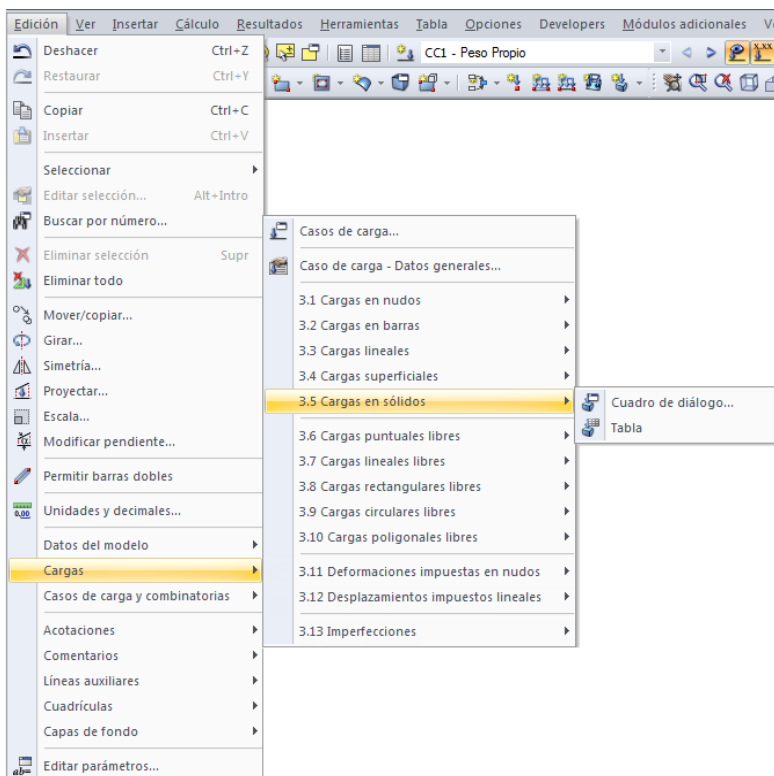 Edición Ver Insertar Cálculo Resultados Herramientas Tabla Opciones Developers Módulos adicionales
CC1 - Peso Propio
x.xx
Deshacer Ctrl+Z
Restaurar Ctrl+Y
Copiar Ctrl+C
Insertar Ctrl+V
Seleccionar
Editar selección... Alt+Intro
Buscar por número...
Eliminar selección Supr
Eliminar todo
Mover/copiar...
Girar...
Simetría...
Proyectar...
Escala...
Modificar pendiente...
Permitir barras dobles
0,00 Unidades y decimales...
Datos del modelo
Cargas
Casos de carga y combinatorias
Acotaciones
Comentarios
Líneas auxiliares
Cuadrículas
Capas de fondo
ab= Editar parámetros...
Casos de carga...
Caso de carga - Datos generales...
3.1 Cargas en nudos
3.2 Cargas en barras
3.3 Cargas lineales
3.4 Cargas superficiales
3.5 Cargas en sólidos
3.6 Cargas puntuales libres
3.7 Cargas lineales libres
3.8 Cargas rectangulares libres
3.9 Cargas circulares libres
3.10 Cargas poligonales libres
3.11 Deformaciones impuestas en nudos
3.12 Desplazamientos impuestos lineales
3.13 Imperfecciones
Cuadro de diálogo...
Tabla